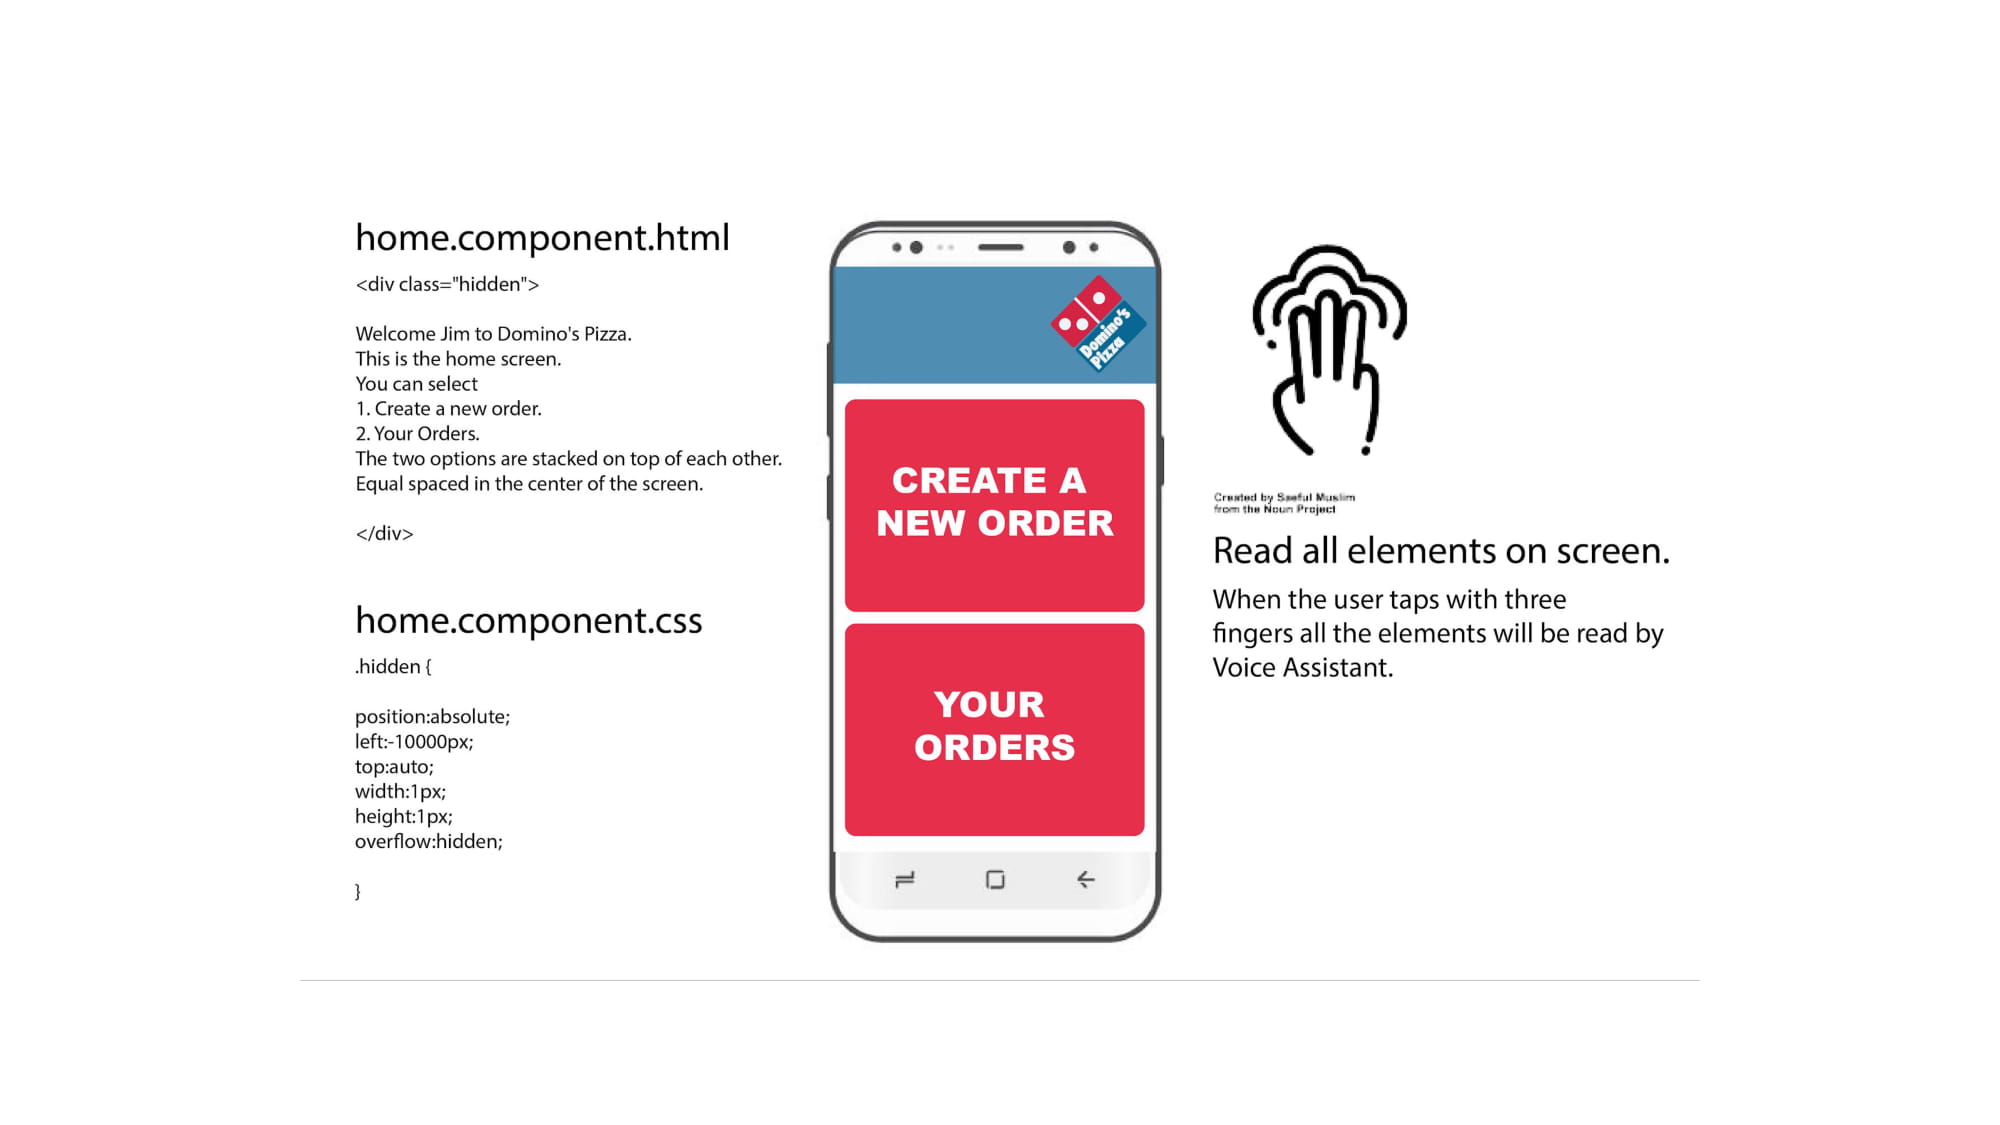 home.component.html
<div class="hidden">
Welcome Jim to Domino's Pizza.
This is the home screen.
You can select
1. Create a new order.
2. Your Orders.
The two options are stacked on top of each other.
Equal spaced in the center of the screen.
</div>
home.component.css
.hidden {
position:absolute;
left:-10000px;
top:auto;
width:1px;
height:1px;
overflow:hidden;
}
Domino's
Pizza
CREATE A
NEW ORDER
YOUR
ORDERS
Created by Saeful Muslim
from the Noun Project
Read all elements on screen.
When the user taps with three
fingers all the elements will be read by
Voice Assistant.